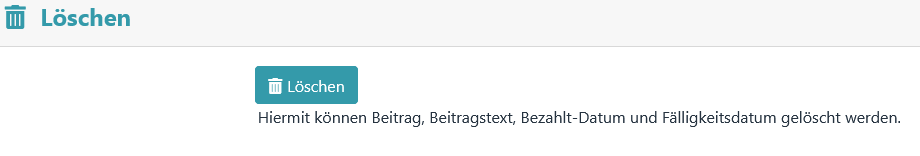 Löschen
Löschen
Hiermit können Beitrag, Beitragstext, Bezahlt-Datum und Fälligkeitsdatum gelöscht werden.